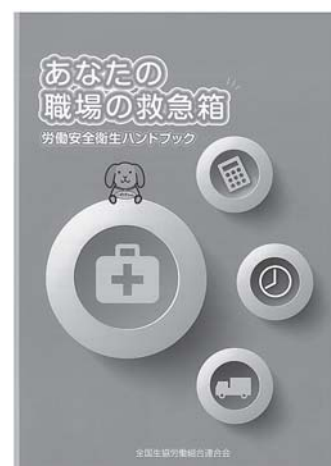 あなたの
職場の救急箱
労働安全衛生ハンドブック
全国生協労働組合連合会